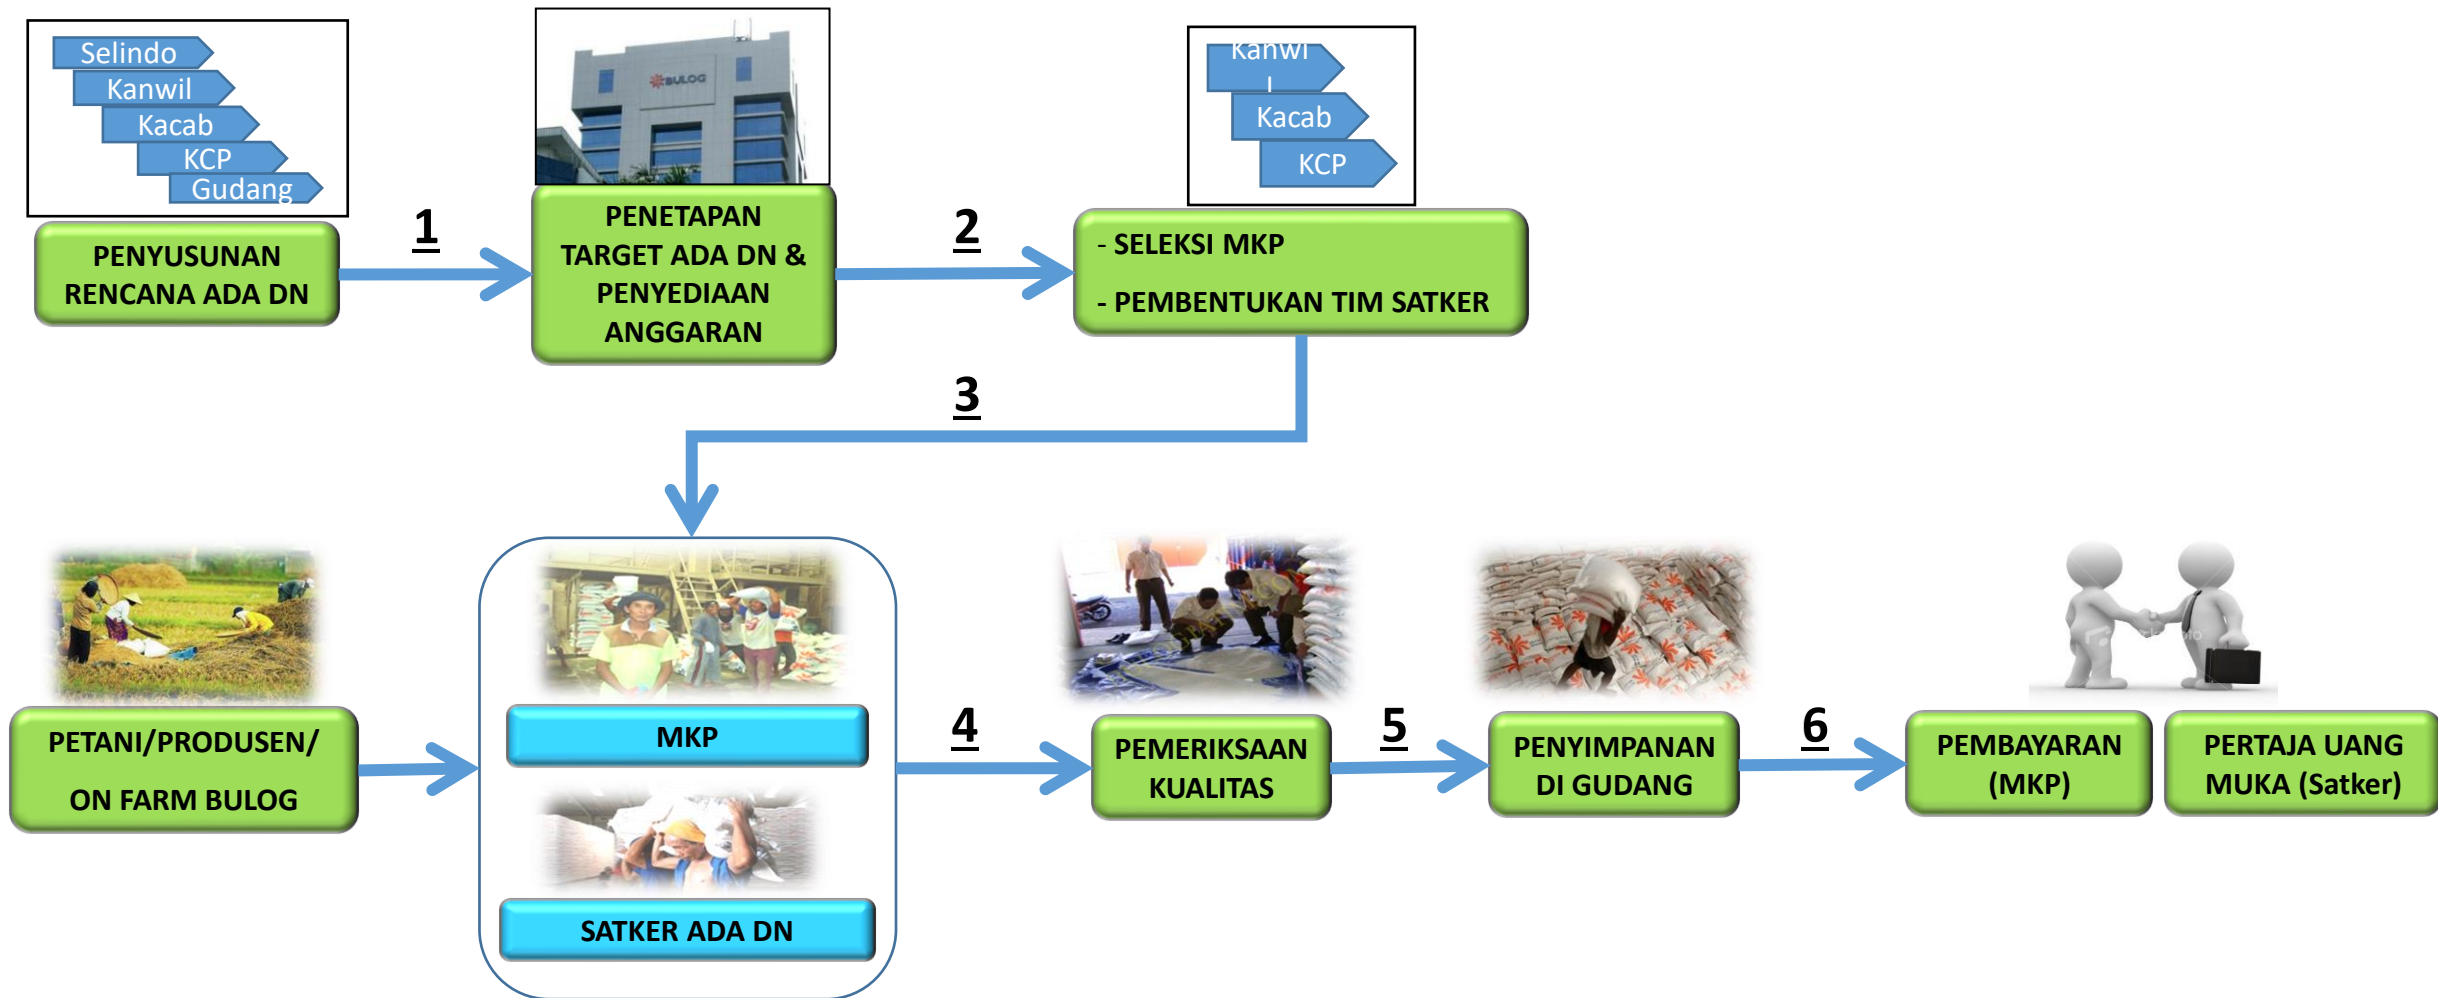 Selindo
Kanwil
Kacab
KCP
Gudang
BULOG
Kanwi
l
Kacab
KCP
PENYUSUNAN
RENCANA ADA DN
1
PENETAPAN
TARGET ADA DN &
PENYEDIAAN
ANGGARAN
2
- SELEKSI MKP
- PEMBENTUKAN TIM SATKER
3
PETANI/PRODUSEN/
ON FARM BULOG
MKP
SATKER ADA DN
4
PEMERIKSAAN
KUALITAS
5
PENYIMPANAN
DI GUDANG
6
PEMBAYARAN
(MKP)
PERTAJA UANG
MUKA (Satker)